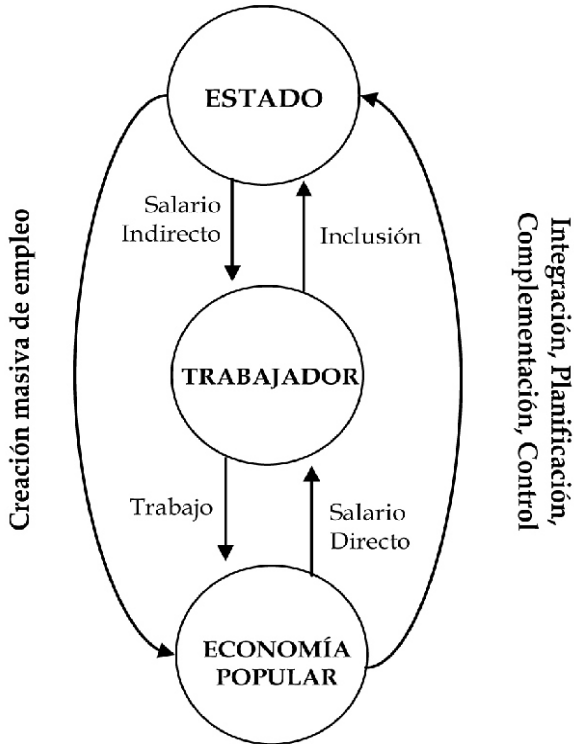 ESTADO
Salario
Indirecto
Inclusión
TRABAJADOR
Trabajo
Salario
Directo
ECONOMÍA
POPULAR
Creación masiva de empleo
Integración, Planificación,
Complementación, Control